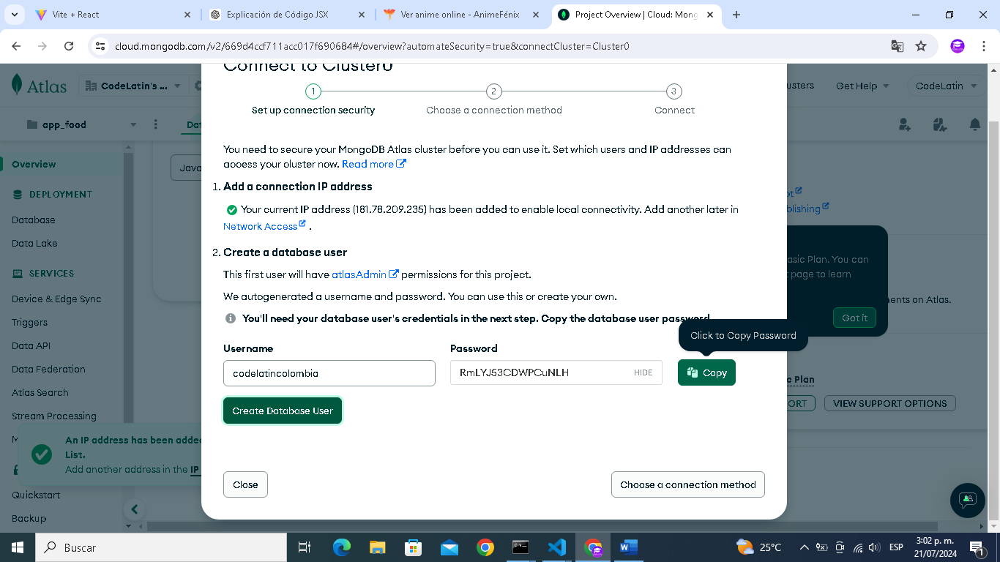 Vite + React
Explicación de Código JSX
Ver anime online - AnimeFénix
Project Overview | Cloud: Mong
cloud.mongodb.com/v2/669d4ccf711acc017f690684#/overview?automateSecurity=true&connectCluster=Cluster0
Atlas
CodeLatin's ...
Get Help
CodeLatin
app_food
Dat
Overview
DEPLOYMENT
Database
Data Lake
SERVICES
Device & Edge Sync
Triggers
Data API
Data Federation
Atlas Search
Stream Processing
An IP address has been added
List.
Add another address in the IP
Quickstart
Backup
Java
Connect to Cluster0
1
2
3
Set up connection security
Choose a connection method
Connect
You need to secure your MongoDB Atlas cluster before you can use it. Set which users and IP addresses can
access your cluster now. Read more
1. Add a connection IP address
Your current IP address (181.78.209.235) has been added to enable local connectivity. Add another later in
Network Access .
2. Create a database user
This first user will have atlasAdmin permissions for this project.
We autogenerated a username and password. You can use this or create your own.
You'll need your database user's credentials in the next step. Copy the database user password
Click to Copy Password
Username
Password
codelatincolombia
RmLYJ53CDWPCuNLH
HIDE
Copy
Create Database User
Close
Choose a connection method
asic Plan. You can
page to learn
ments on Atlas.
Got it
c Plan
ORT
VIEW SUPPORT OPTIONS
Buscar
25°C
ESP
3:02 p. m.
21/07/2024
1